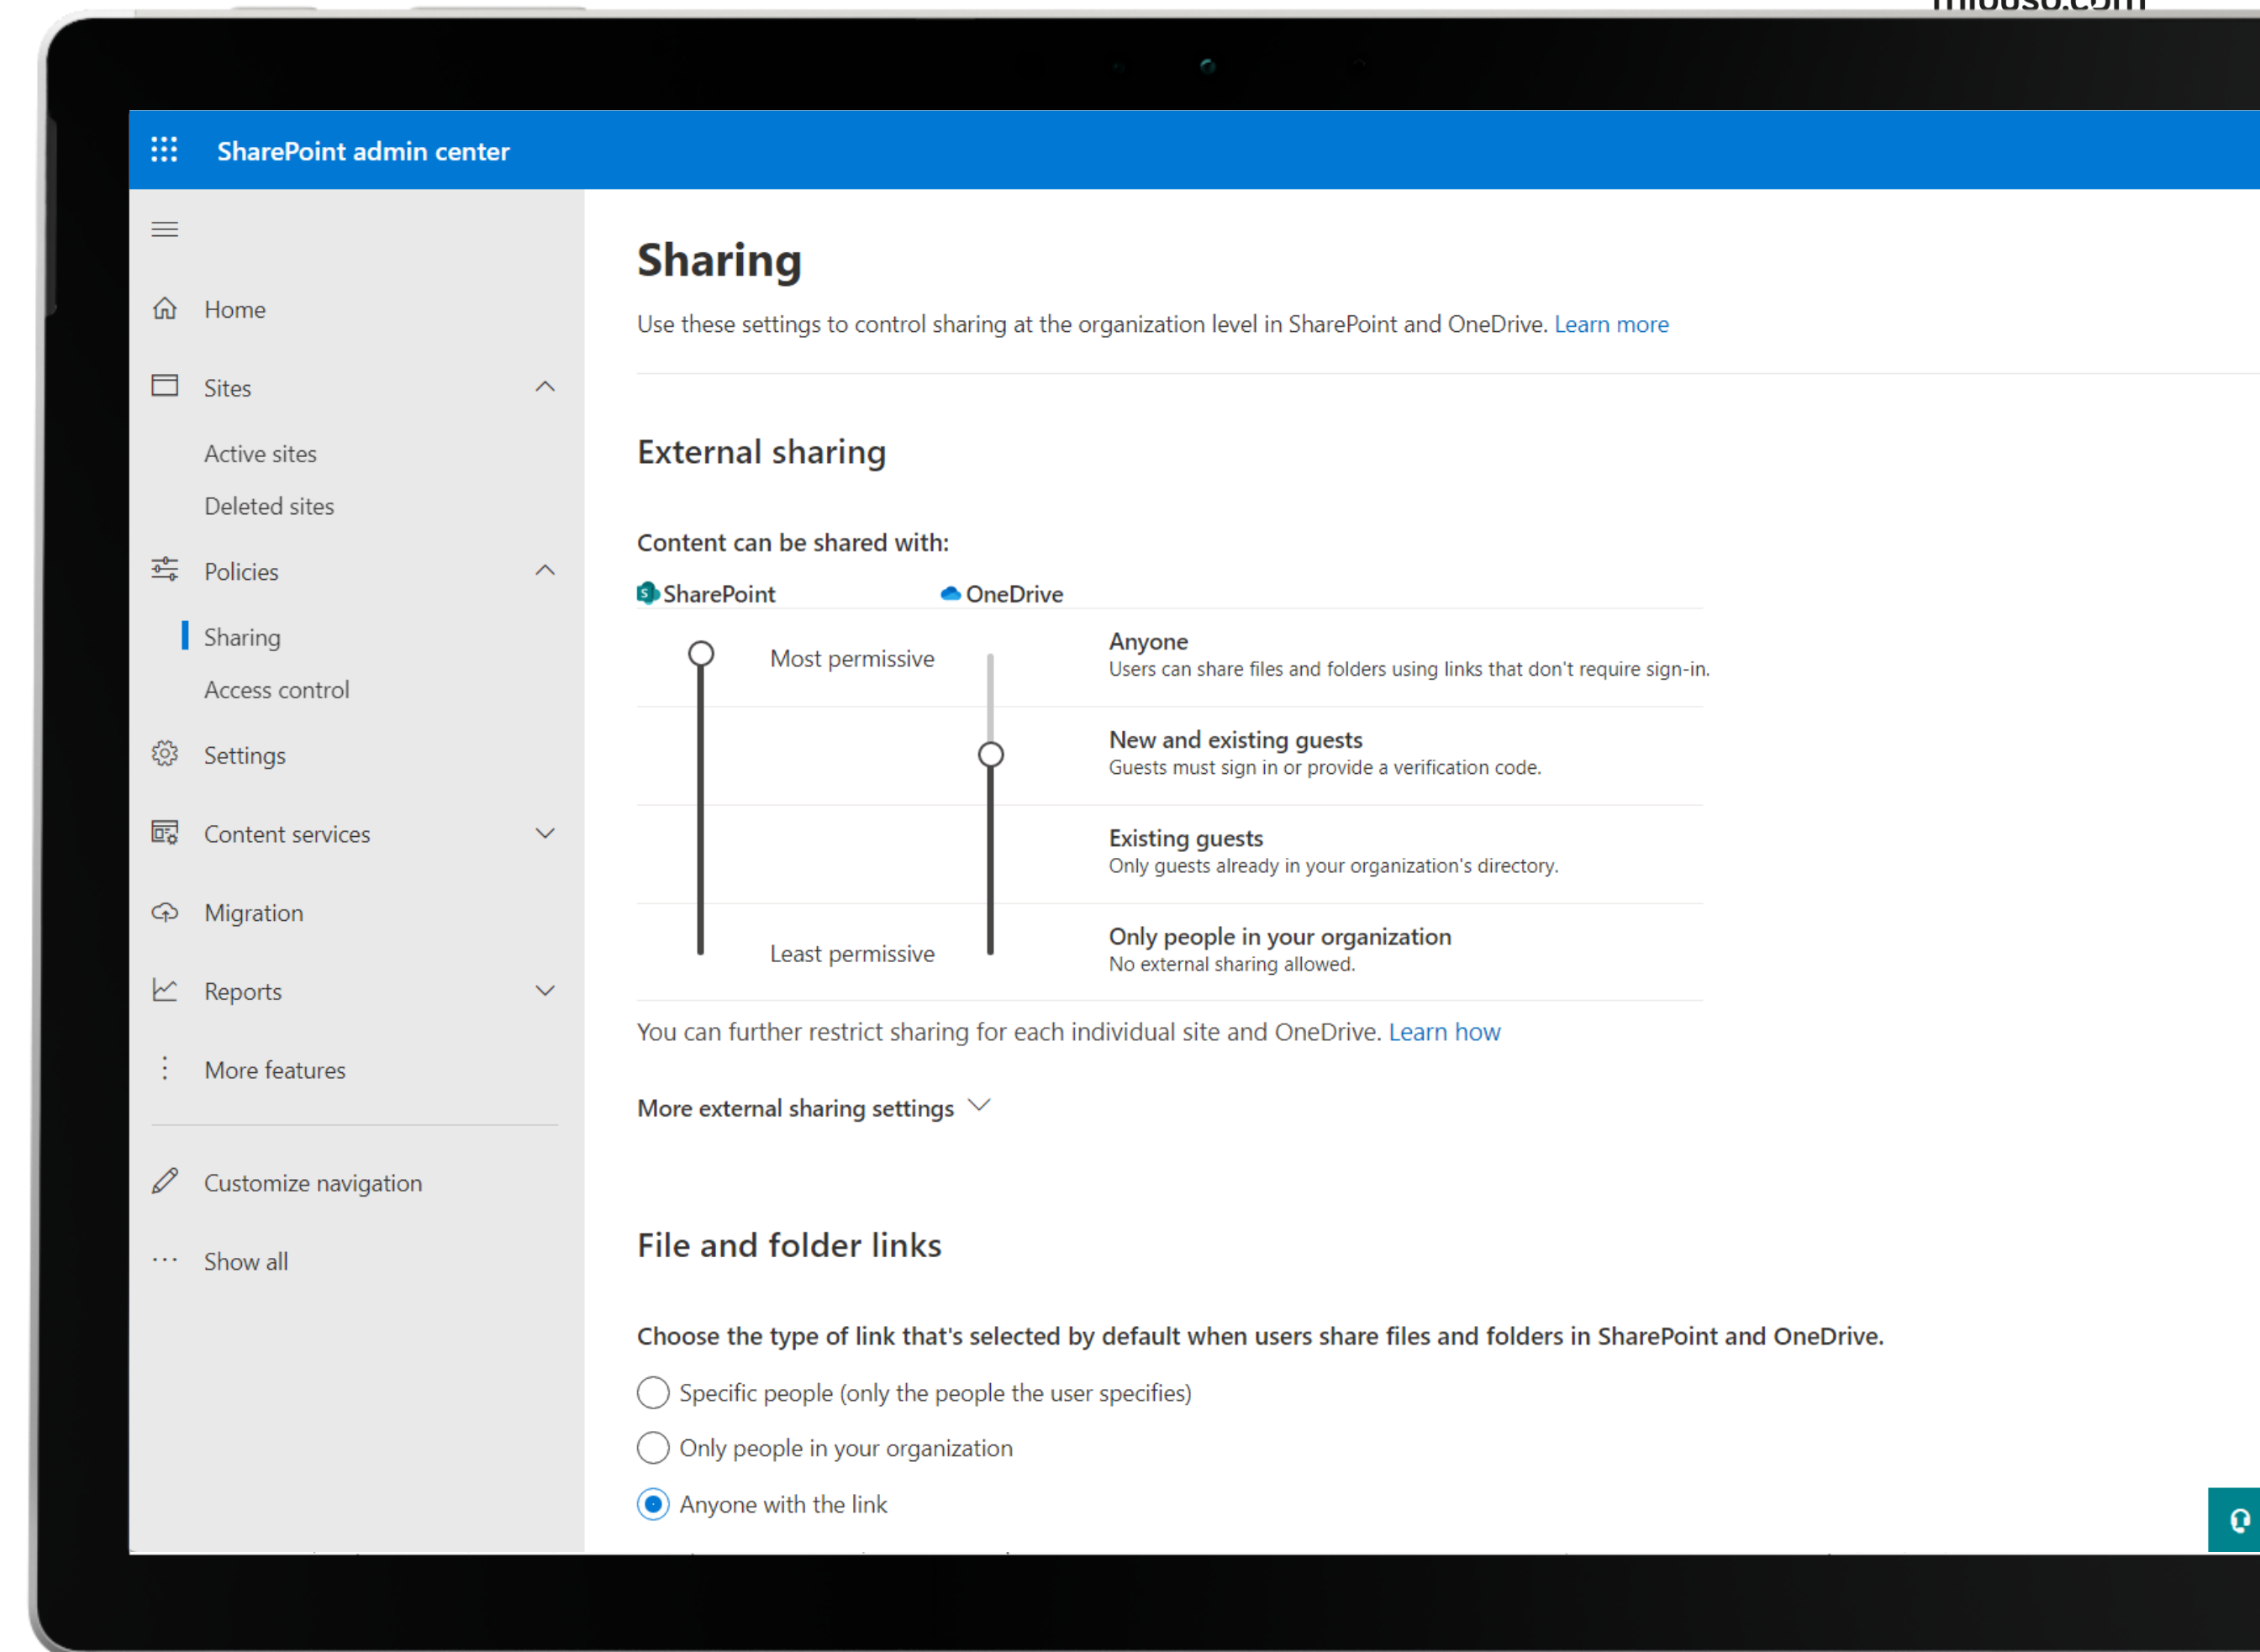 SharePoint admin center
Home
Sites
Active sites
Deleted sites
Policies
Sharing
Access control
Settings
Content services
Migration
Reports
More features
Customize navigation
Show all
Sharing
Use these settings to control sharing at the organization level in SharePoint and OneDrive. Learn more
External sharing
Content can be shared with:
SharePoint OneDrive
Most permissive
Anyone
Users can share files and folders using links that don't require sign-in.
New and existing guests
Guests must sign in or provide a verification code.
Existing guests
Only guests already in your organization's directory.
Least permissive
Only people in your organization
No external sharing allowed.
You can further restrict sharing for each individual site and OneDrive. Learn how
More external sharing settings
File and folder links
Choose the type of link that's selected by default when users share files and folders in SharePoint and OneDrive.
Specific people (only the people the user specifies)
Only people in your organization
Anyone with the link